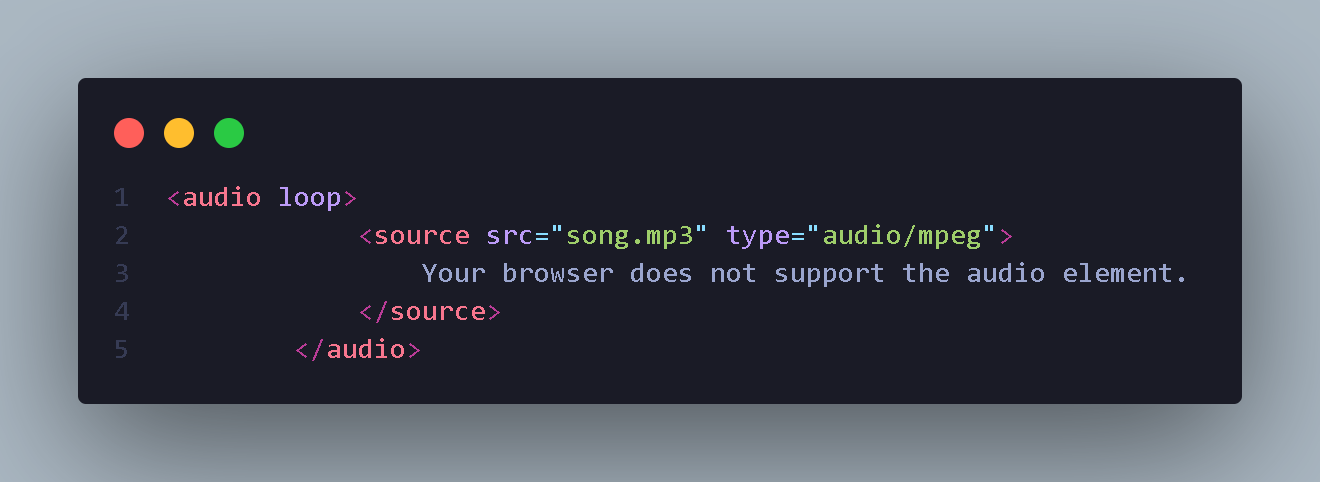 1 <audio loop>
2 <source src="song.mp3" type="audio/mpeg">
3 Your browser does not support the audio element.
4 </source>
5 </audio>